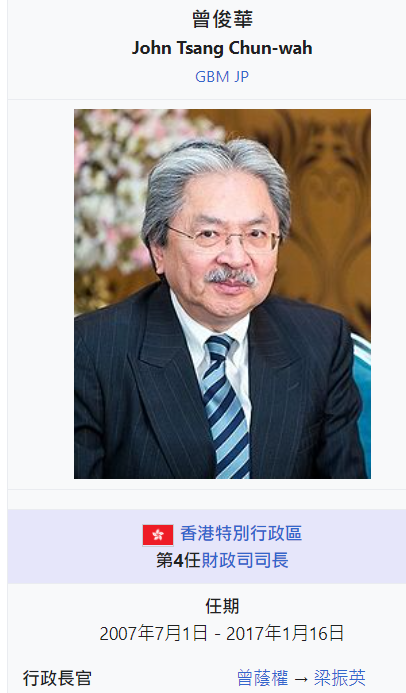 曾俊華
John Tsang Chun-wah
GBM JP
香港特別行政區
第4任財政司司長
任期
2007年7月1日 - 2017年1月16日
行政長官 曾蔭權 → 梁振英